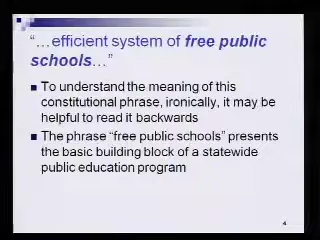 “…efficient system of free public
schools…”
To understand the meaning of this
constitutional phrase, ironically, it may be
helpful to read it backwards
The phrase “free public schools” presents
the basic building block of a statewide
public education program
4